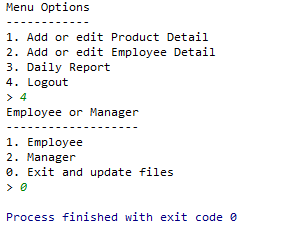 Menu Options
------------
1. Add or edit Product Detail
2. Add or edit Employee Detail
3. Daily Report
4. Logout
> 4
Employee or Manager
-------------------
1. Employee
2. Manager
0. Exit and update files
> 0
Process finished with exit code 0